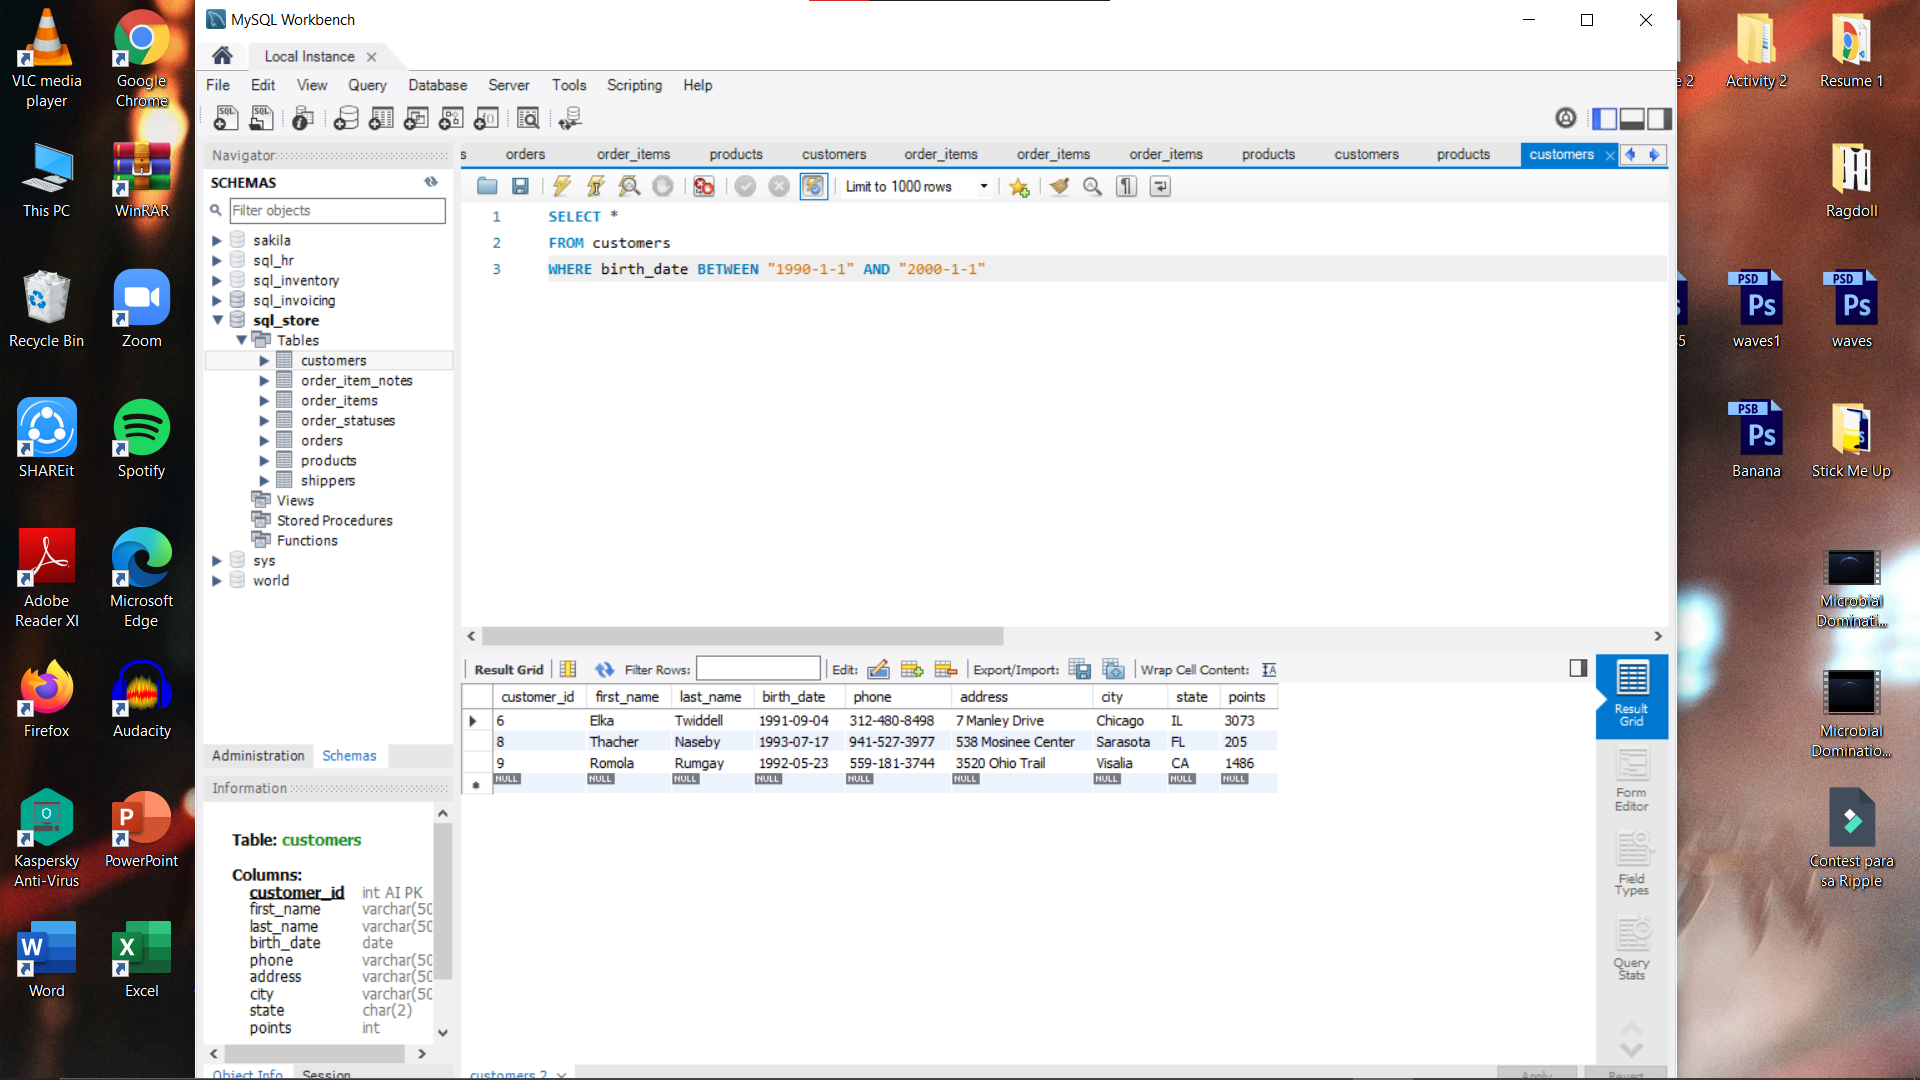 VLC media player
Google Chrome
This PC
WinRAR
Recycle Bin
Zoom
SHAREit
Spotify
Adobe Reader XI
Microsoft Edge
Firefox
Audacity
Kaspersky Anti-Virus
PowerPoint
Word
Excel
MySQL Workbench
Local Instance
File Edit View Query Database Server Tools Scripting Help
Navigator
SCHEMAS
Filter objects
sakila
sql_hr
sql_inventory
sql_invoicing
sql_store
Tables
customers
order_item_notes
order_items
order_statuses
orders
products
shippers
Views
Stored Procedures
Functions
sys
world
Administration Schemas
Information
Table: customers
Columns:
customer_id int AI PK
first_name varchar(50
last_name varchar(50
birth_date date
phone varchar(50
address varchar(50
city varchar(50
state char(2)
points int
Object Info Session
s orders order_items products customers order_items order_items order_items products customers products customers
Limit to 1000 rows
1 SELECT *
2 FROM customers
3 WHERE birth_date BETWEEN "1990-1-1" AND "2000-1-1"
Result Grid Filter Rows: Edit: Export/Import: Wrap Cell Content:
customer_id first_name last_name birth_date phone address city state points
6 Elka Twiddell 1991-09-04 312-480-8498 7 Manley Drive Chicago IL 3073
8 Thacher Naseby 1993-07-17 941-527-3977 538 Mosinee Center Sarasota FL 205
9 Romola Rumgay 1992-05-23 559-181-3744 3520 Ohio Trail Visalia CA 1486
NULL NULL NULL NULL NULL NULL NULL NULL NULL
Result Grid
Form Editor
Field Types
Query Stats
customers 2
Apply Revert
e 2
Activity 2
Resume 1
Ragdoll
5
PSD
Ps
waves1
PSD
Ps
waves
PSB
Ps
Banana
Stick Me Up
Microbial Dominati...
Microbial Dominatio...
Contest para sa Ripple